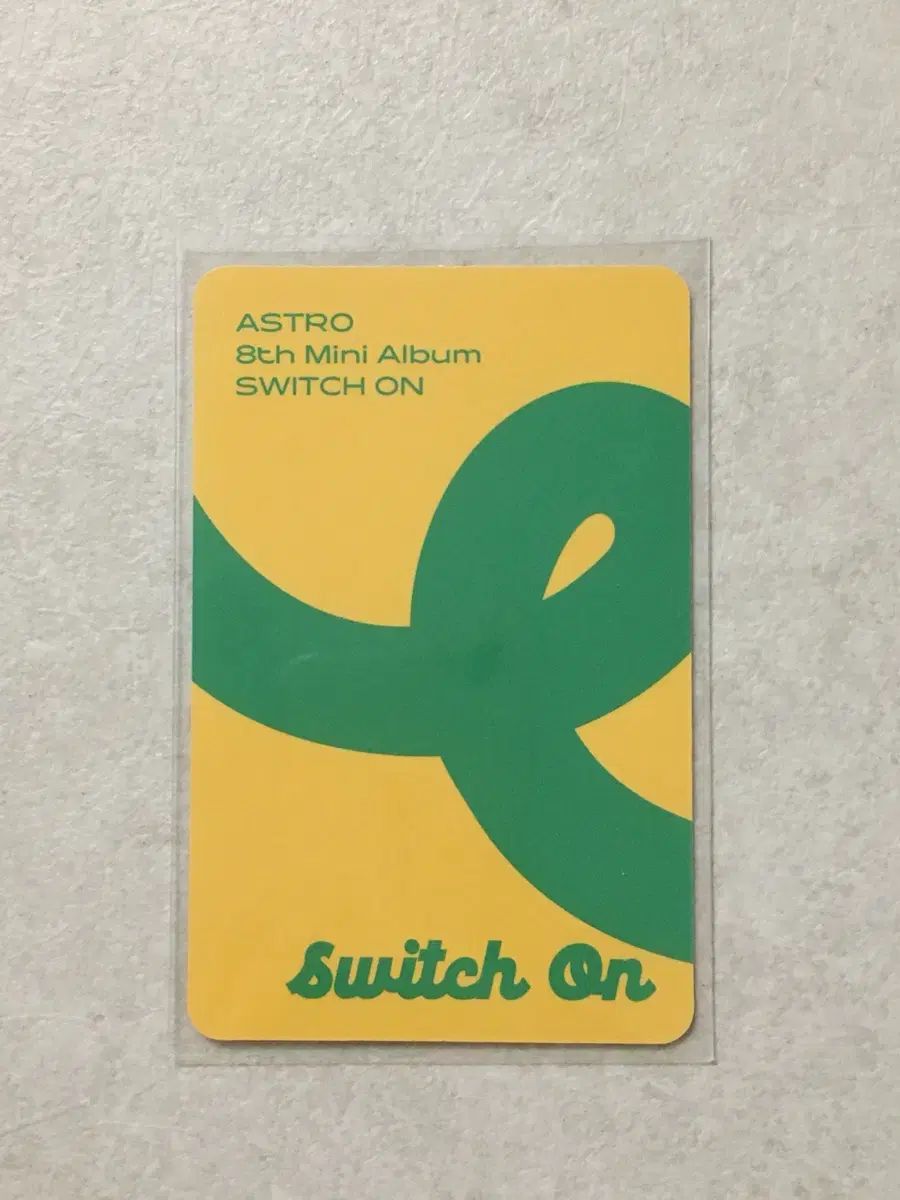 ASTRO
8th Mini Album
SWITCH ON
Switch On